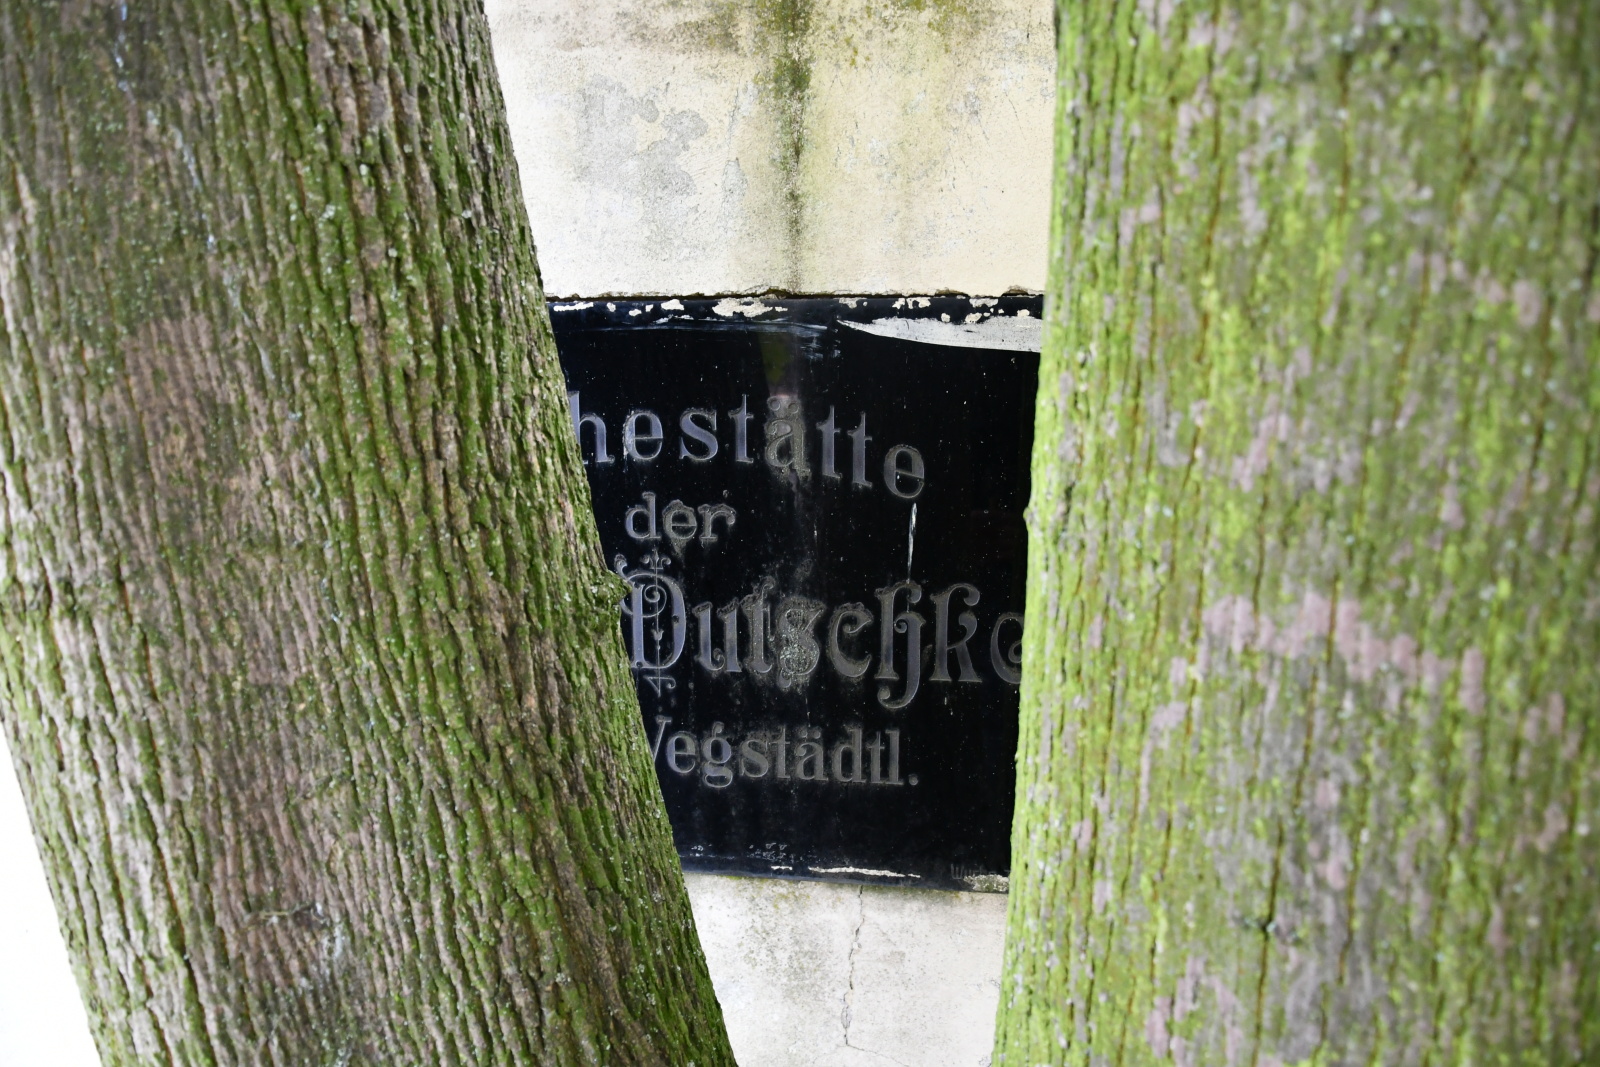 hestätte
der
Dutschke
Wegstädtl.